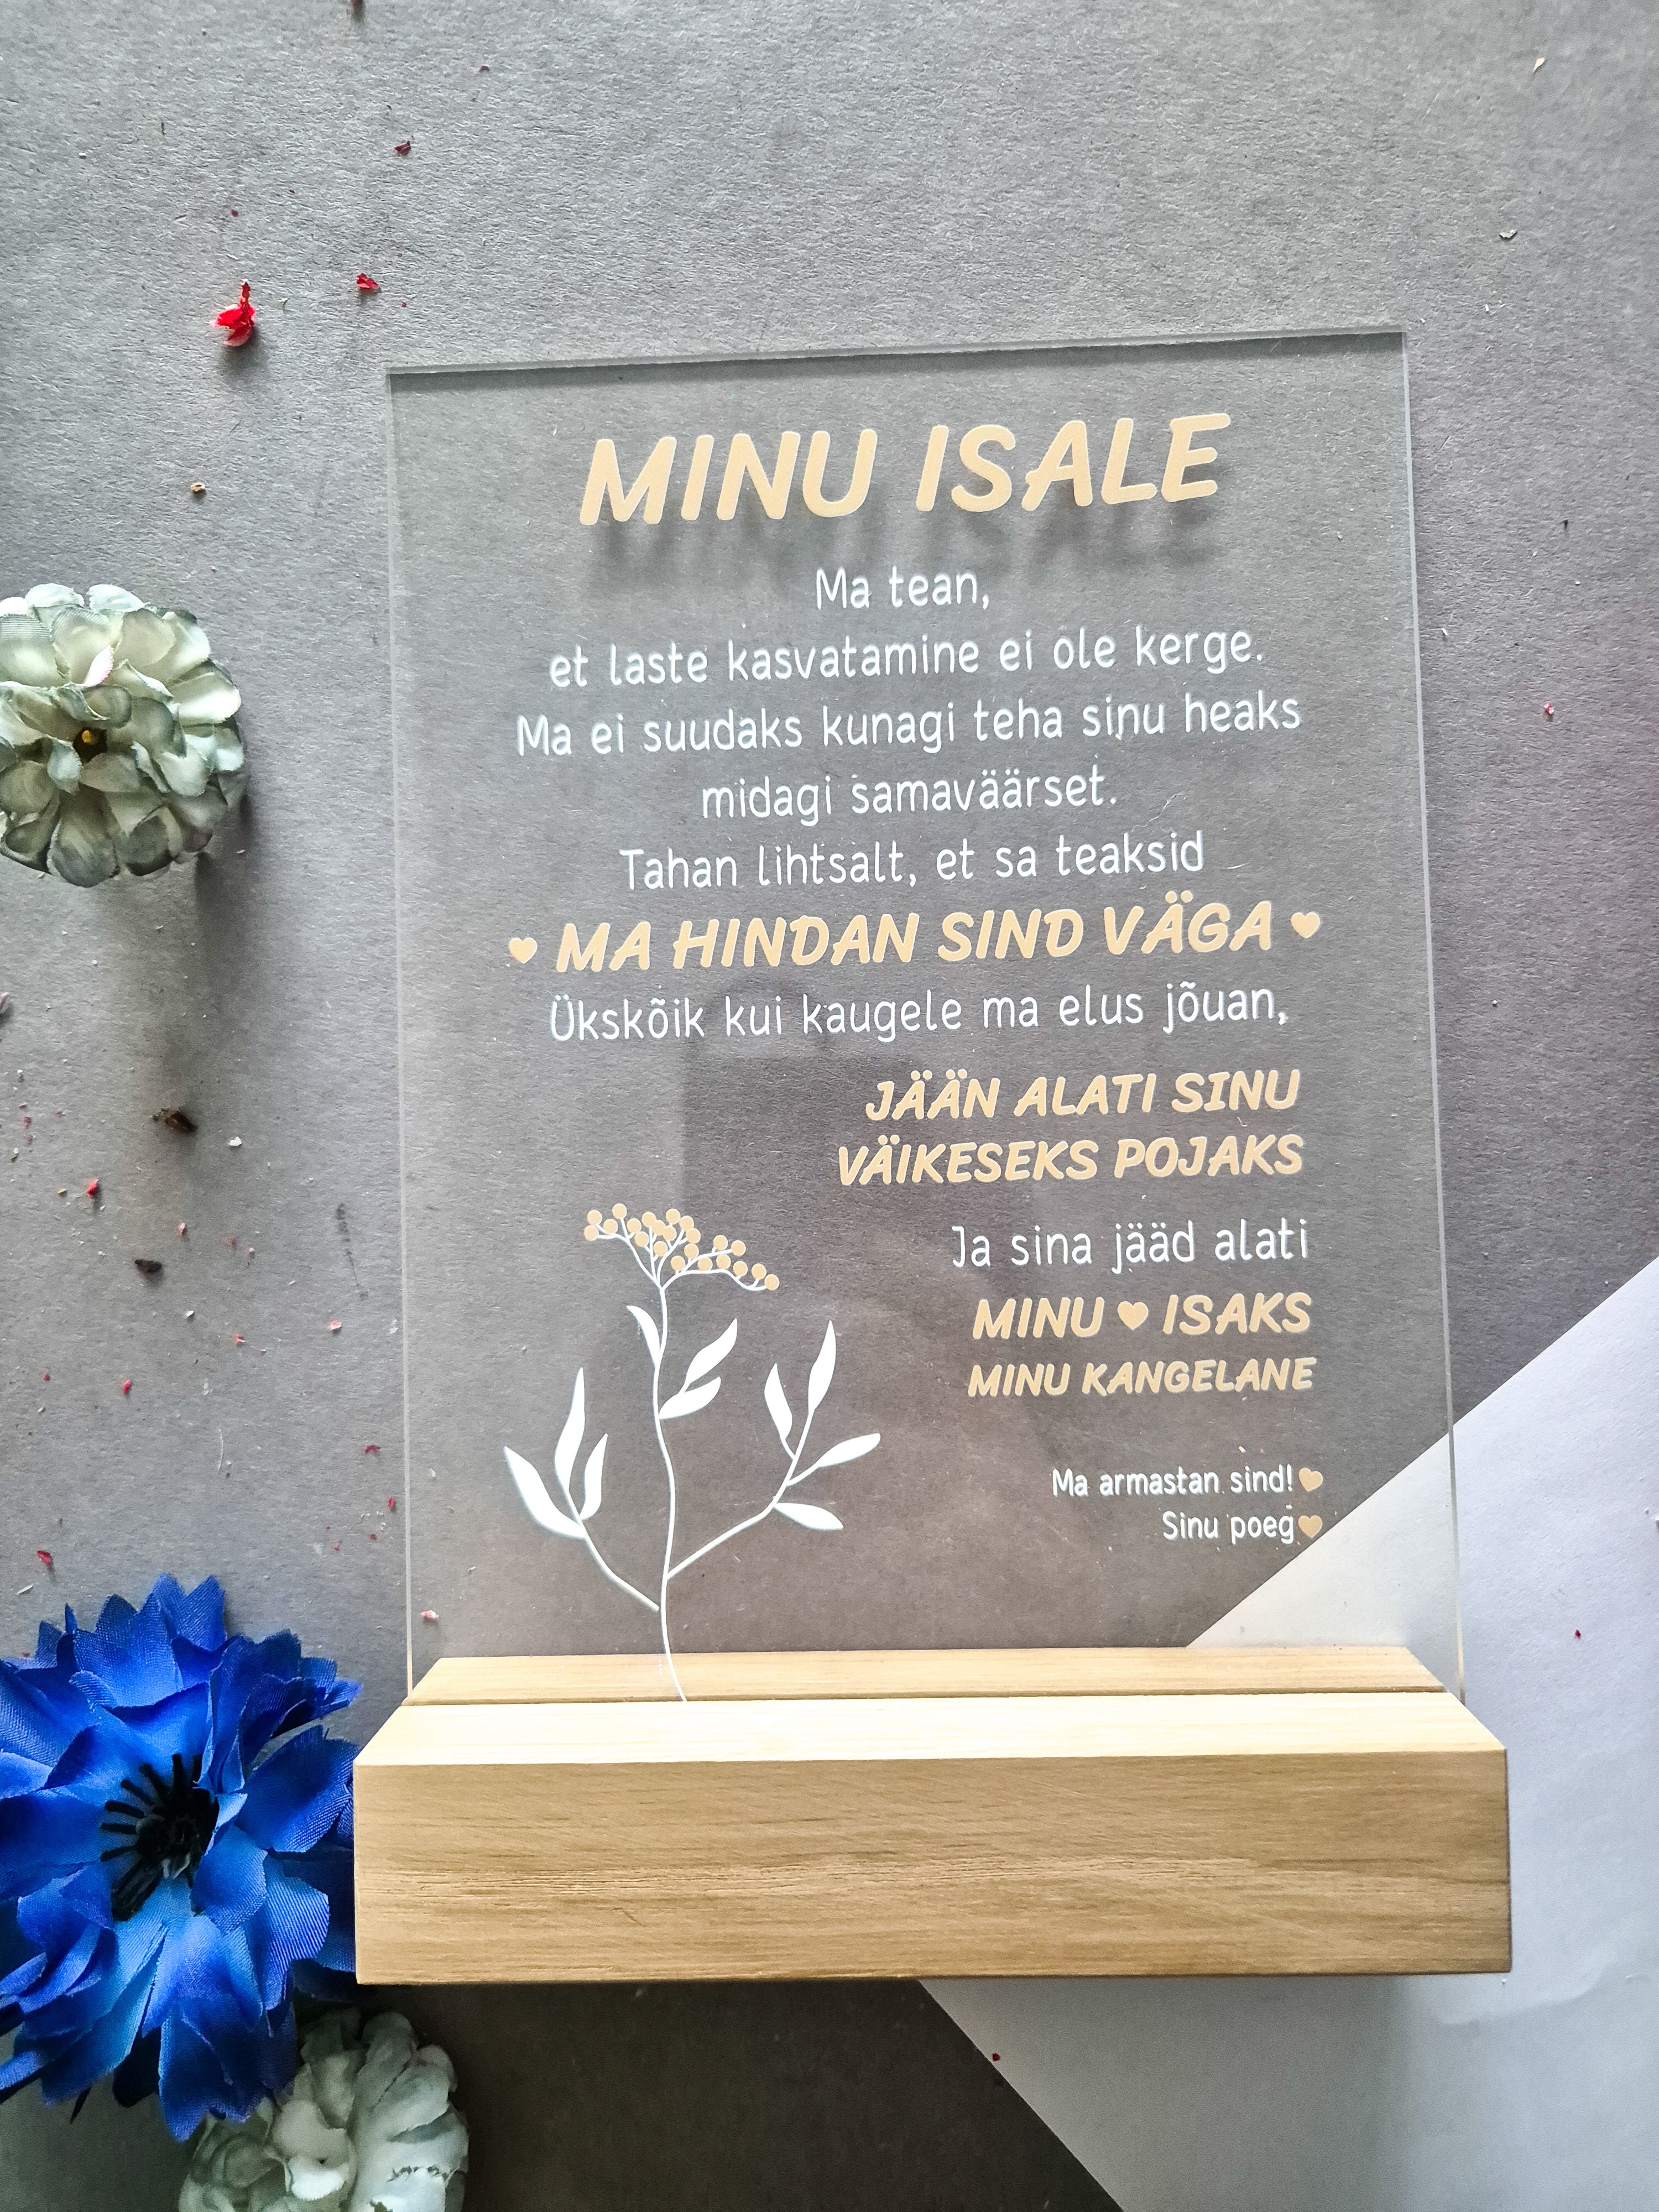 MINU ISALE
Ma tean,
et laste kasvatamine ei ole kerge.
Ma ei suudaks kunagi teha sinu heaks
midagi samaväärset.
Tahan lihtsalt, et sa teaksid
MA HINDAN SIND VÄGA
Ükskõik kui kaugele ma elus jõuan,
JÄÄN ALATI SINU
VÄIKESEKS POJAKS
Ja sina jääd alati
MINU ISAKS
MINU KANGELANE
Ma armastan sind!
Sinu poeg